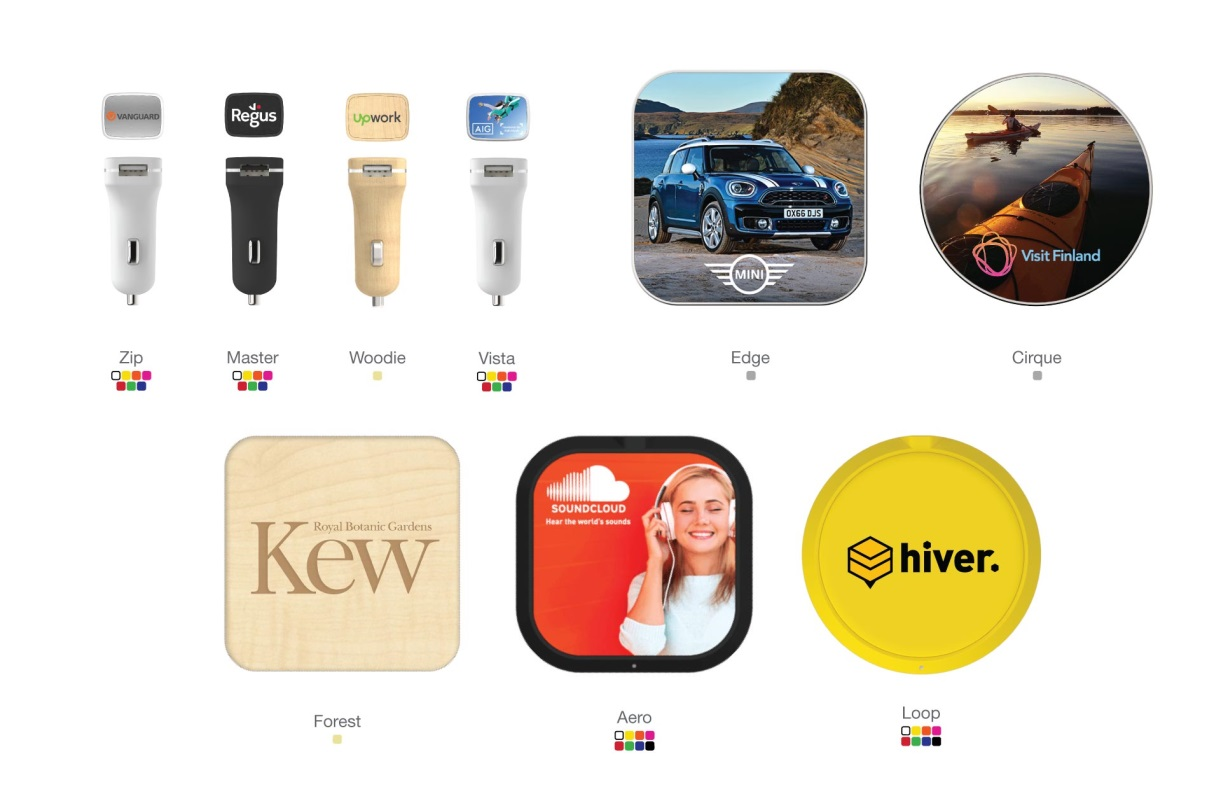 VANGUARD
Regus
upwork
AIG
OX66 DJS
MINI
Visit Finland
Zip
Master
Woodie
Vista
Edge
Cirque
Royal Botanic Gardens
Kew
SOUNDCLOUD
Hear the world's sounds
hiver.
Forest
Aero
Loop